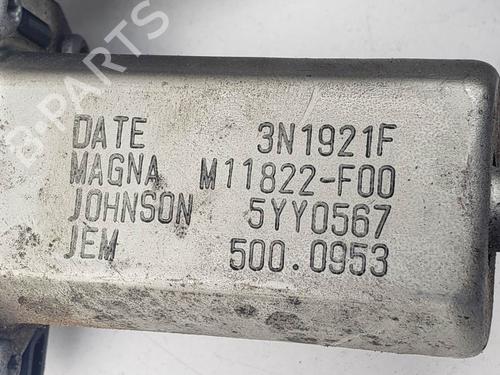 DATE 3N1921F
MAGNA M11822-F00
JOHNSON 5YY0567
JEM 500.0953
B-PARTS